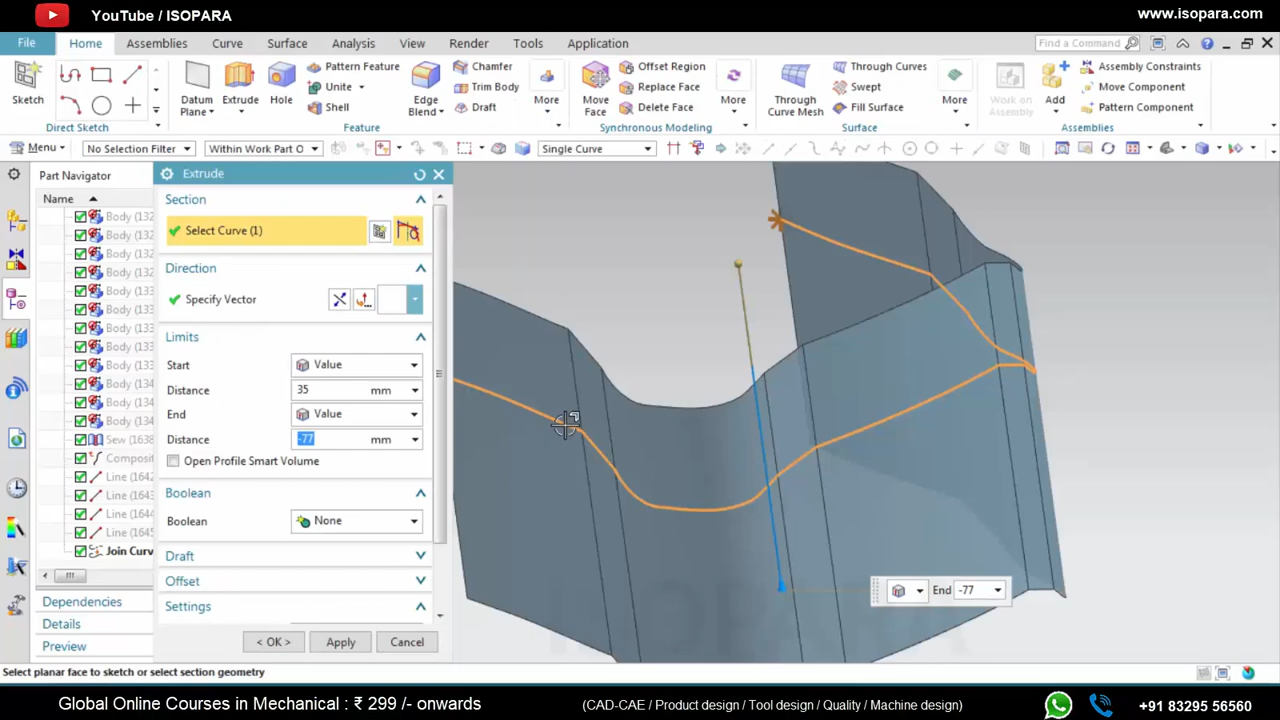 YouTube / ISOPARA
www.isopara.com
File Home Assemblies Curve Surface Analysis View Render Tools Application Find a Command
Sketch
Direct Sketch
Datum Plane Extrude Hole Pattern Feature Unite Shell Edge Blend Chamfer Trim Body Draft More
Feature
Move Face Offset Region Replace Face Delete Face More
Synchronous Modeling
Through Curve Mesh Through Curves Swept Fill Surface More
Surface
Work on Assembly Add Assembly Constraints Move Component Pattern Component
Assemblies
Menu No Selection Filter Within Work Part O Single Curve
Part Navigator
Name
Body (132
Body (132
Body (132
Body (132
Body (133
Body (133
Body (133
Body (133
Body (133
Body (134
Body (134
Body (134
Sew (1638
Composit
Line (1642
Line (1644
Line (1644
Line (1645
Join Curv
Dependencies
Details
Preview
Extrude
Section
Select Curve (1)
Direction
Specify Vector
Limits
Start Value
Distance 35 mm
End Value
Distance -77 mm
Open Profile Smart Volume
Boolean
Boolean None
Draft
Offset
Settings
< OK > Apply Cancel
End -77
Select planar face to sketch or select section geometry
Global Online Courses in Mechanical : ₹ 299 /- onwards
(CAD-CAE / Product design / Tool design / Quality / Machine design)
+91 83295 56560